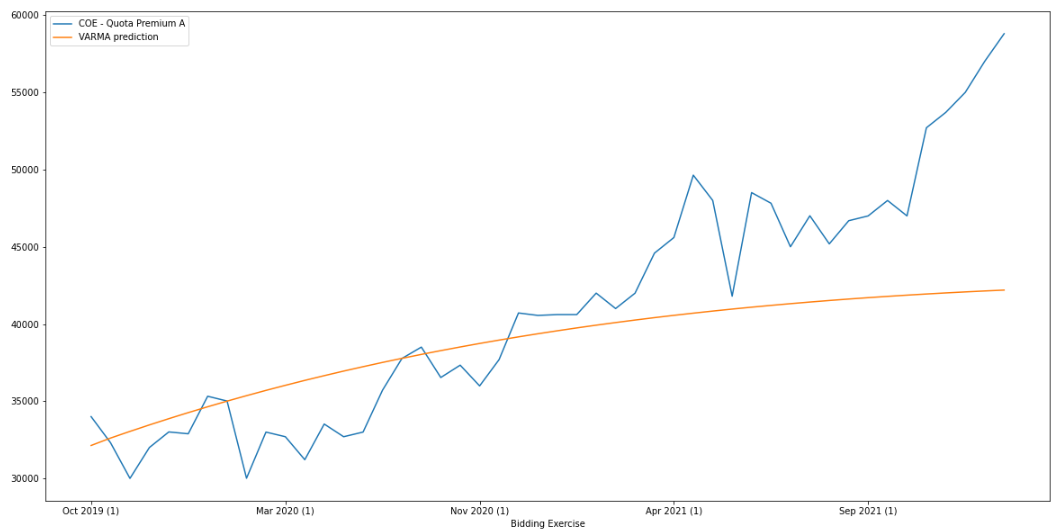 COE - Quota Premium A
VARMA prediction
60000
55000
50000
45000
40000
35000
30000
Oct 2019 (1)
Mar 2020 (1)
Nov 2020 (1)
Apr 2021 (1)
Sep 2021 (1)
Bidding Exercise